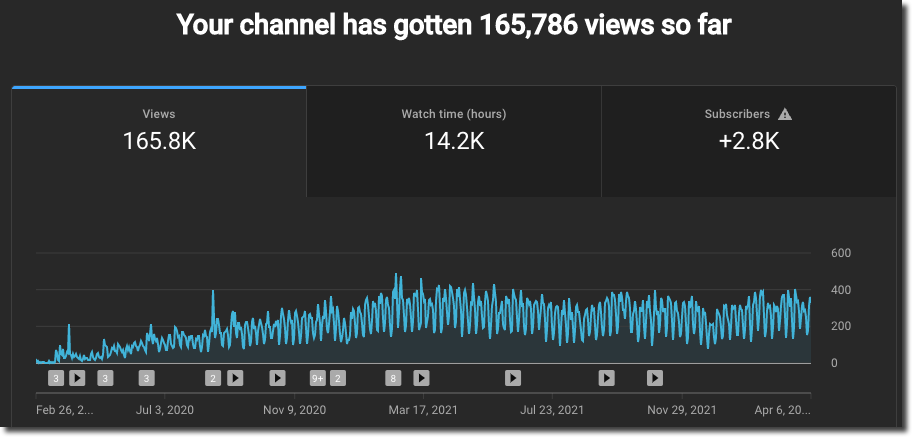 Your channel has gotten 165,786 views so far
Views
165.8K
Watch time (hours)
14.2K
Subscribers
+2.8K
600
400
200
0
3 3 3 2 9+ 2 8
Feb 26, 2... Jul 3, 2020 Nov 9, 2020 Mar 17, 2021 Jul 23, 2021 Nov 29, 2021 Apr 6, 20...